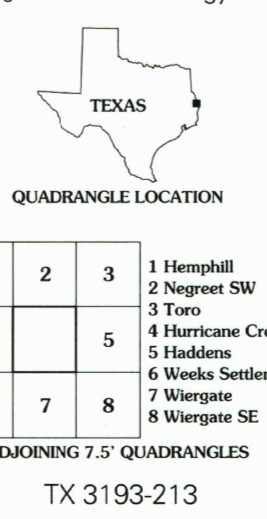 TEXAS
QUADRANGLE LOCATION
2 3
5
7 8
1 Hemphill
2 Negreet SW
3 Toro
4 Hurricane Cre
5 Haddens
6 Weeks Settler
7 Wiergate
8 Wiergate SE
DJOINING 7.5' QUADRANGLES
TX 3193-213